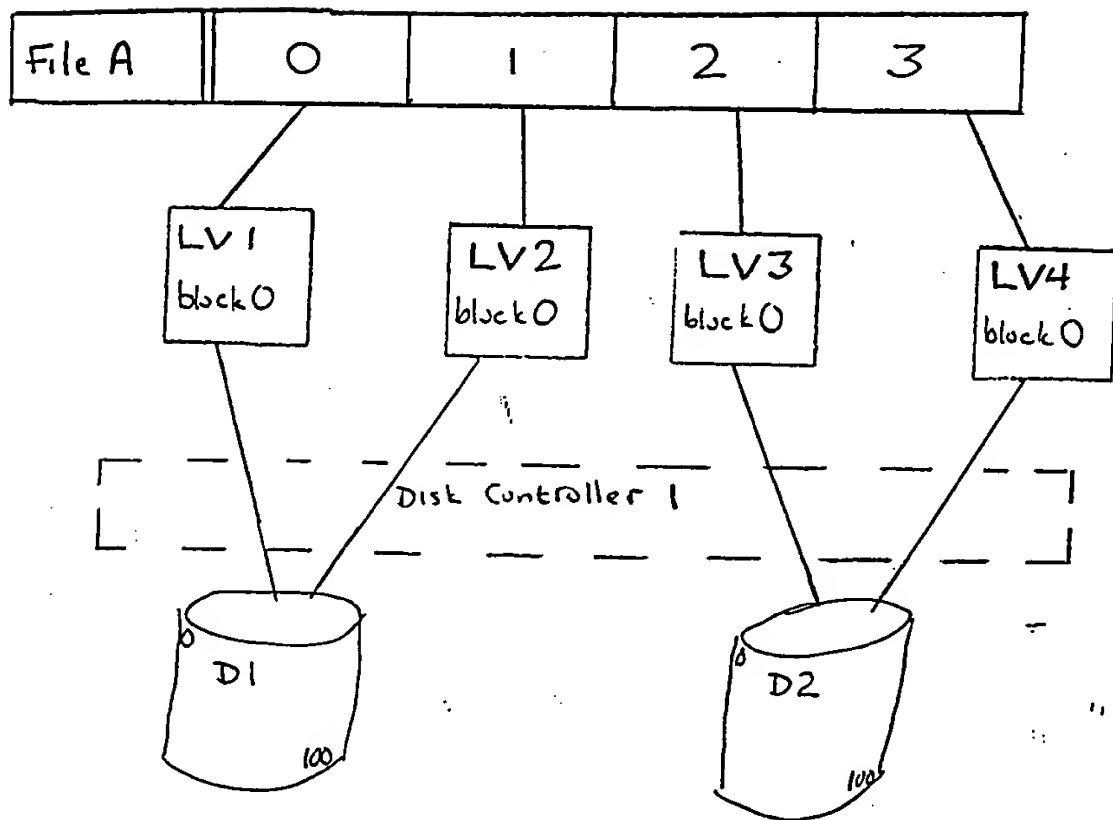 File A 0 1 2 3
LV1
block 0
LV2
block 0
LV3
block 0
LV4
block 0
Disk Controller 1
0
D1
100
0
D2
100